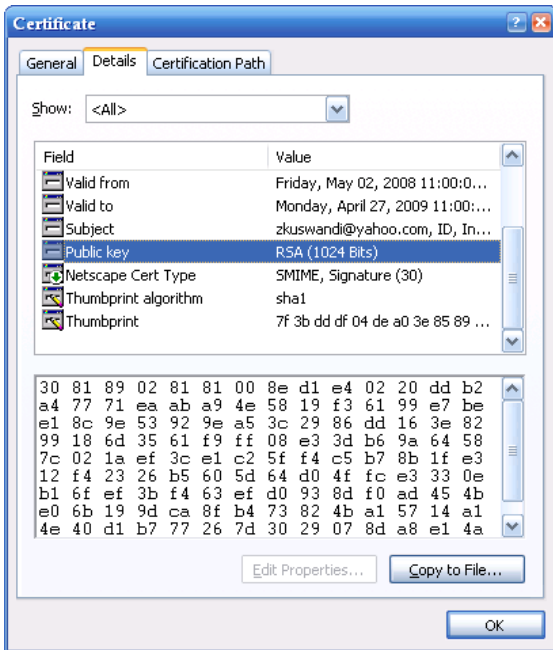 Certificate
General Details Certification Path
Show: <All>
Field Value
Valid from Friday, May 02, 2008 11:00:0...
Valid to Monday, April 27, 2009 11:00:...
Subject zkuswandi@yahoo.com, ID, In...
Public key RSA (1024 Bits)
Netscape Cert Type SMIME, Signature (30)
Thumbprint algorithm sha1
Thumbprint 7f 3b dd df 04 de a0 3e 85 89 ...
30 81 89 02 81 81 00 8e d1 e4 02 20 dd b2
a4 77 71 ea ab a9 4e 58 19 f3 61 99 e7 be
e1 8c 9e 53 92 9e a5 3c 29 86 dd 16 3e 82
99 18 6d 35 61 f9 ff 08 e3 3d b6 9a 64 58
7c 02 1a ef 3c e1 c2 5f f4 c5 b7 8b 1f e3
12 f4 23 26 b5 60 5d 64 d0 4f fc e3 33 0e
b1 6f ef 3b f4 63 ef d0 93 8d f0 ad 45 4b
e0 6b 19 9d ca 8f b4 73 82 4b a1 57 14 a1
4e 40 d1 b7 77 26 7d 30 29 07 8d a8 e1 4a
Edit Properties... Copy to File...
OK